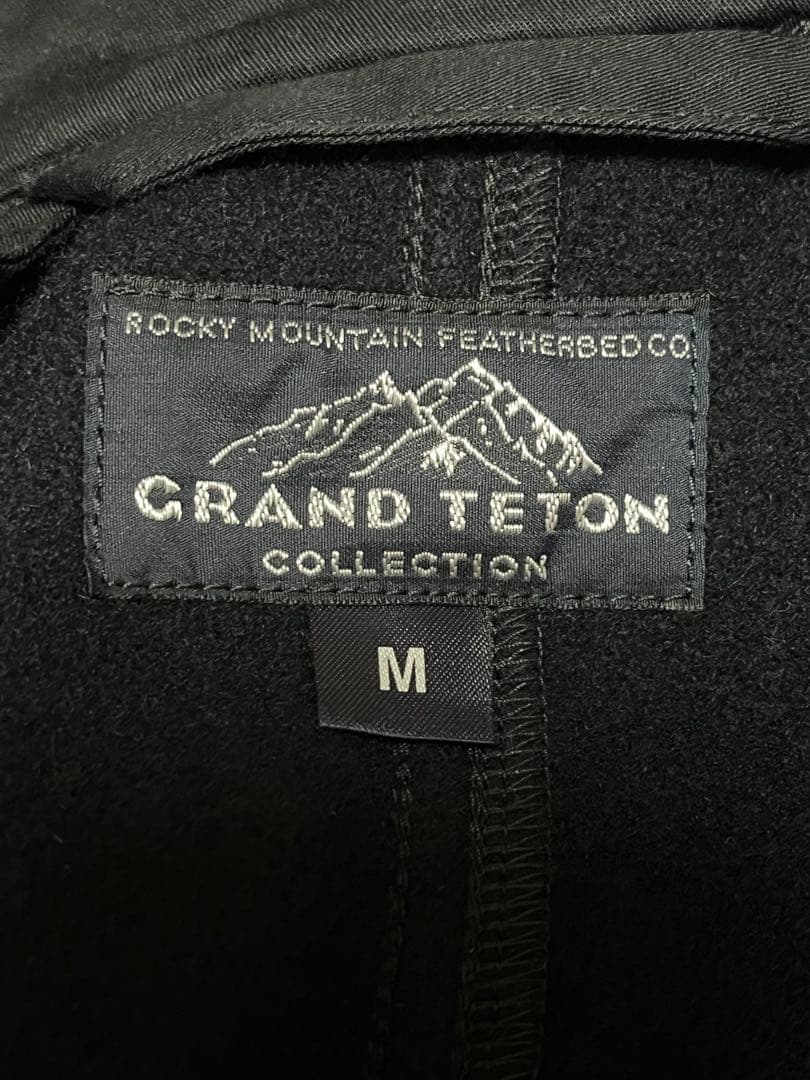 ROCKY MOUNTAIN FEATHERBED CO
GRAND TETON
COLLECTION
M